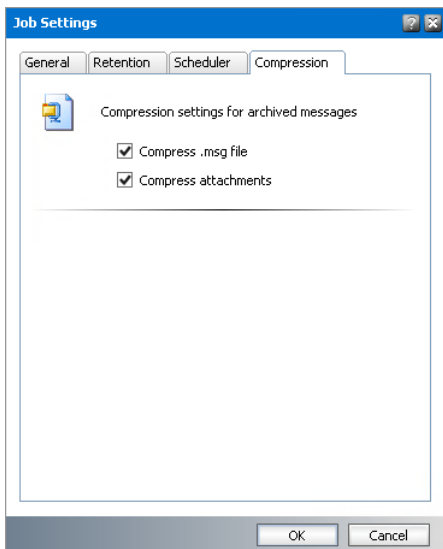 Job Settings
General Retention Scheduler Compression
Compression settings for archived messages
Compress .msg file
Compress attachments
OK Cancel